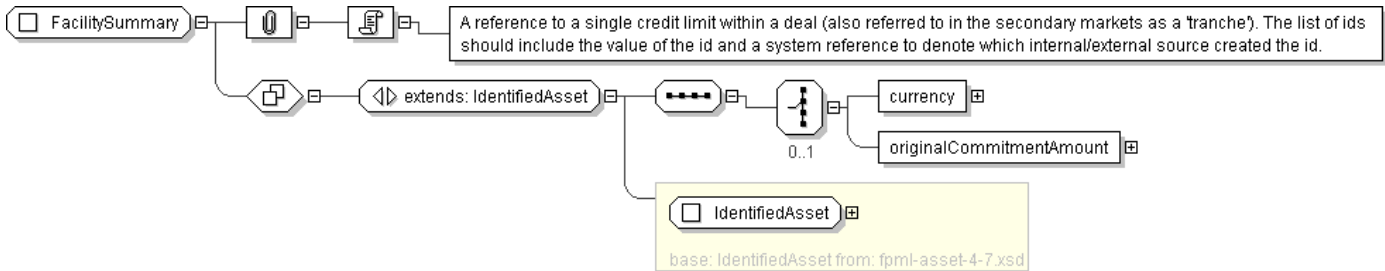 FacilitySummary
A reference to a single credit limit within a deal (also referred to in the secondary markets as a 'tranche'). The list of ids
should include the value of the id and a system reference to denote which internal/external source created the id.
extends: IdentifiedAsset
currency
0..1
originalCommitmentAmount
IdentifiedAsset
base: IdentifiedAsset from: fpml-asset-4-7.xsd